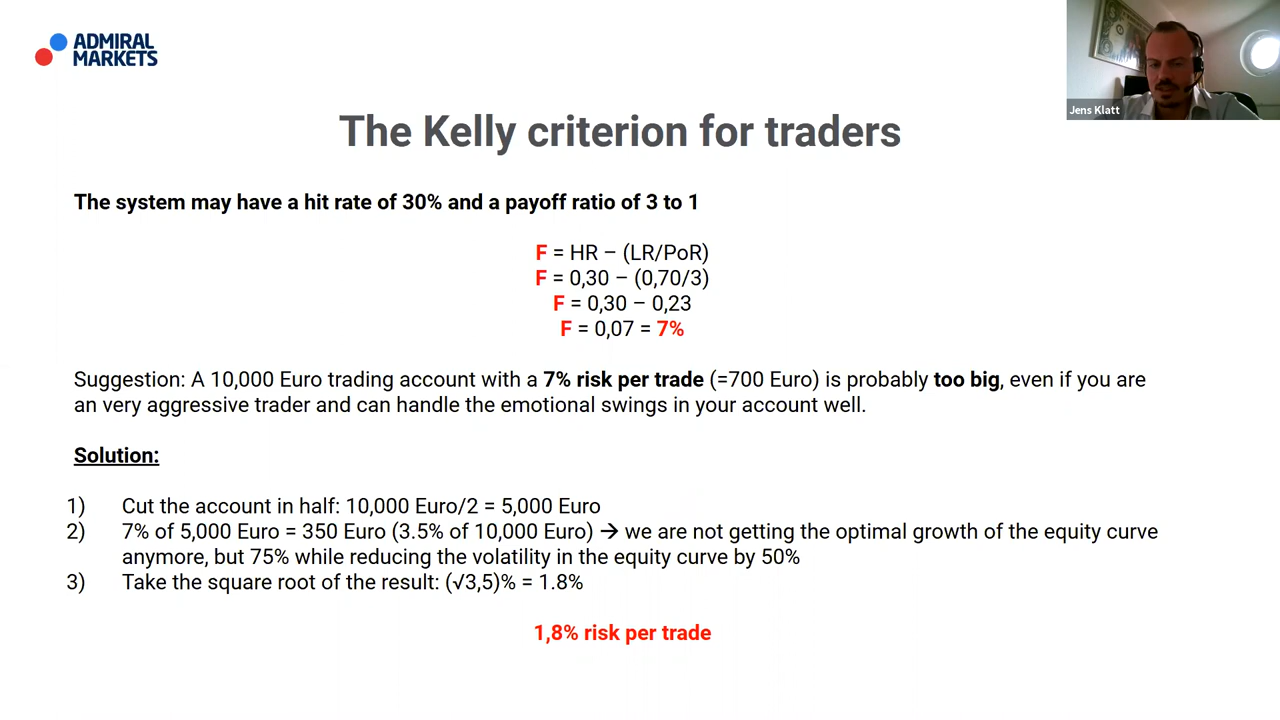 ADMIRAL
MARKETS
Jens Klatt
The Kelly criterion for traders
The system may have a hit rate of 30% and a payoff ratio of 3 to 1
F = HR – (LR/PoR)
F = 0,30 – (0,70/3)
F = 0,30 – 0,23
F = 0,07 = 7%
Suggestion: A 10,000 Euro trading account with a 7% risk per trade (=700 Euro) is probably too big, even if you are
an very aggressive trader and can handle the emotional swings in your account well.
Solution:
1) Cut the account in half: 10,000 Euro/2 = 5,000 Euro
2) 7% of 5,000 Euro = 350 Euro (3.5% of 10,000 Euro) → we are not getting the optimal growth of the equity curve
anymore, but 75% while reducing the volatility in the equity curve by 50%
3) Take the square root of the result: (√3,5)% = 1.8%
1,8% risk per trade